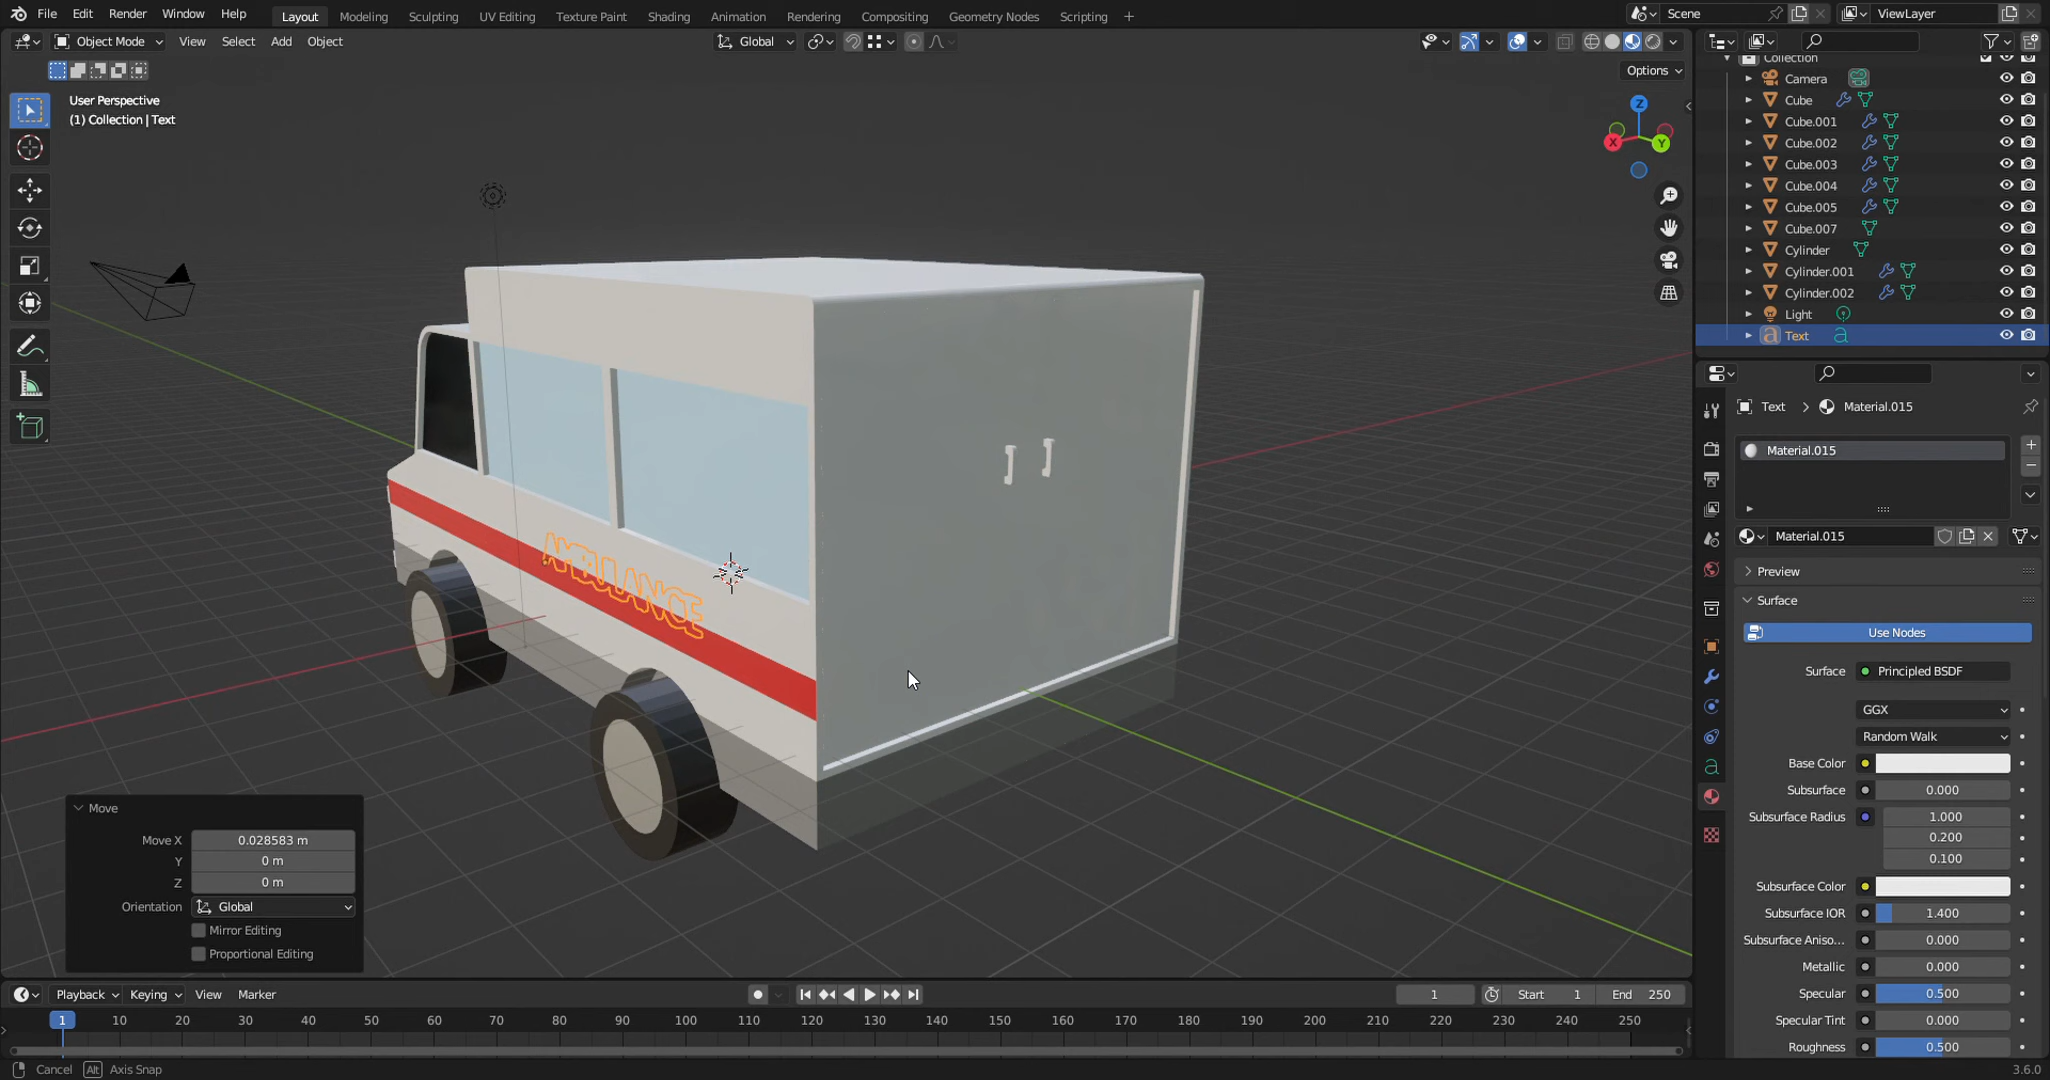 File Edit Render Window Help Layout Modeling Sculpting UV Editing Texture Paint Shading Animation Rendering Compositing Geometry Nodes Scripting + Scene ViewLayer
Object Mode View Select Add Object Global
Options
User Perspective
(1) Collection | Text
Z
X
Y
AMBULANCE
Collection
Camera
Cube
Cube.001
Cube.002
Cube.003
Cube.004
Cube.005
Cube.007
Cylinder
Cylinder.001
Cylinder.002
Light
Text
Text > Material.015
Material.015
Material.015
Preview
Surface
Use Nodes
Surface Principled BSDF
GGX
Random Walk
Base Color
Subsurface 0.000
Subsurface Radius 1.000
0.200
0.100
Subsurface Color
Subsurface IOR 1.400
Subsurface Aniso... 0.000
Metallic 0.000
Specular 0.500
Specular Tint 0.000
Roughness 0.500
Move
Move X 0.028583 m
Y 0 m
Z 0 m
Orientation Global
Mirror Editing
Proportional Editing
Playback Keying View Marker 1 Start 1 End 250
1 10 20 30 40 50 60 70 80 90 100 110 120 130 140 150 160 170 180 190 200 210 220 230 240 250
Cancel Alt Axis Snap 3.6.0